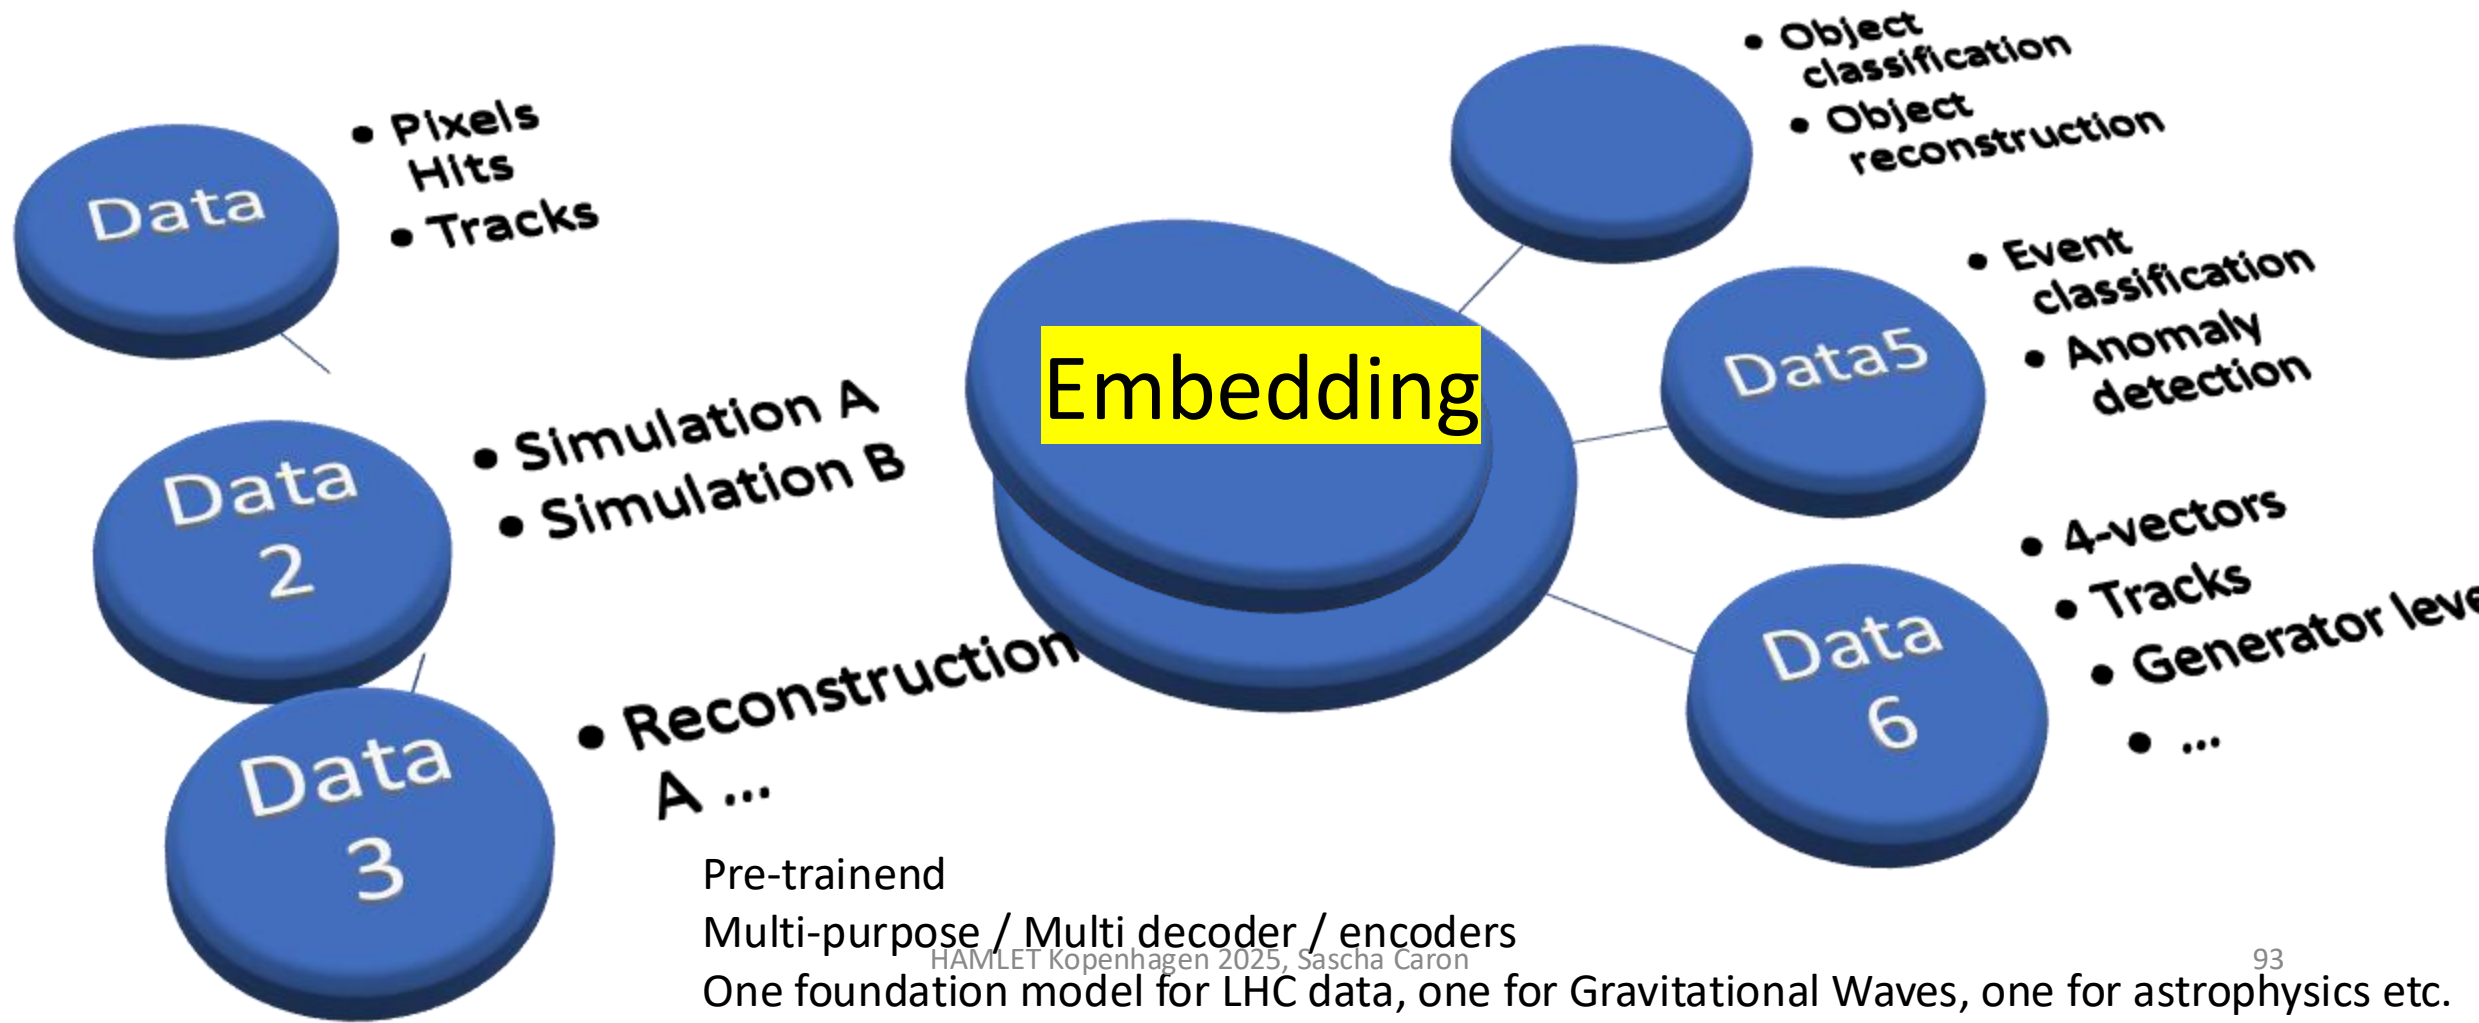 Data
• Pixels
Hits
• Tracks
Data
2
• Simulation A
• Simulation B
Data
3
• Reconstruction
A ...
Embedding
• Object
classification
• Object
reconstruction
Data5
• Event
classification
• Anomaly
detection
Data
6
• 4-vectors
• Tracks
• Generator leve
• ...
Pre-trainend
Multi-purpose / Multi decoder / encoders
HAMLET Kopenhagen 2025, Sascha Caron
93
One foundation model for LHC data, one for Gravitational Waves, one for astrophysics etc.